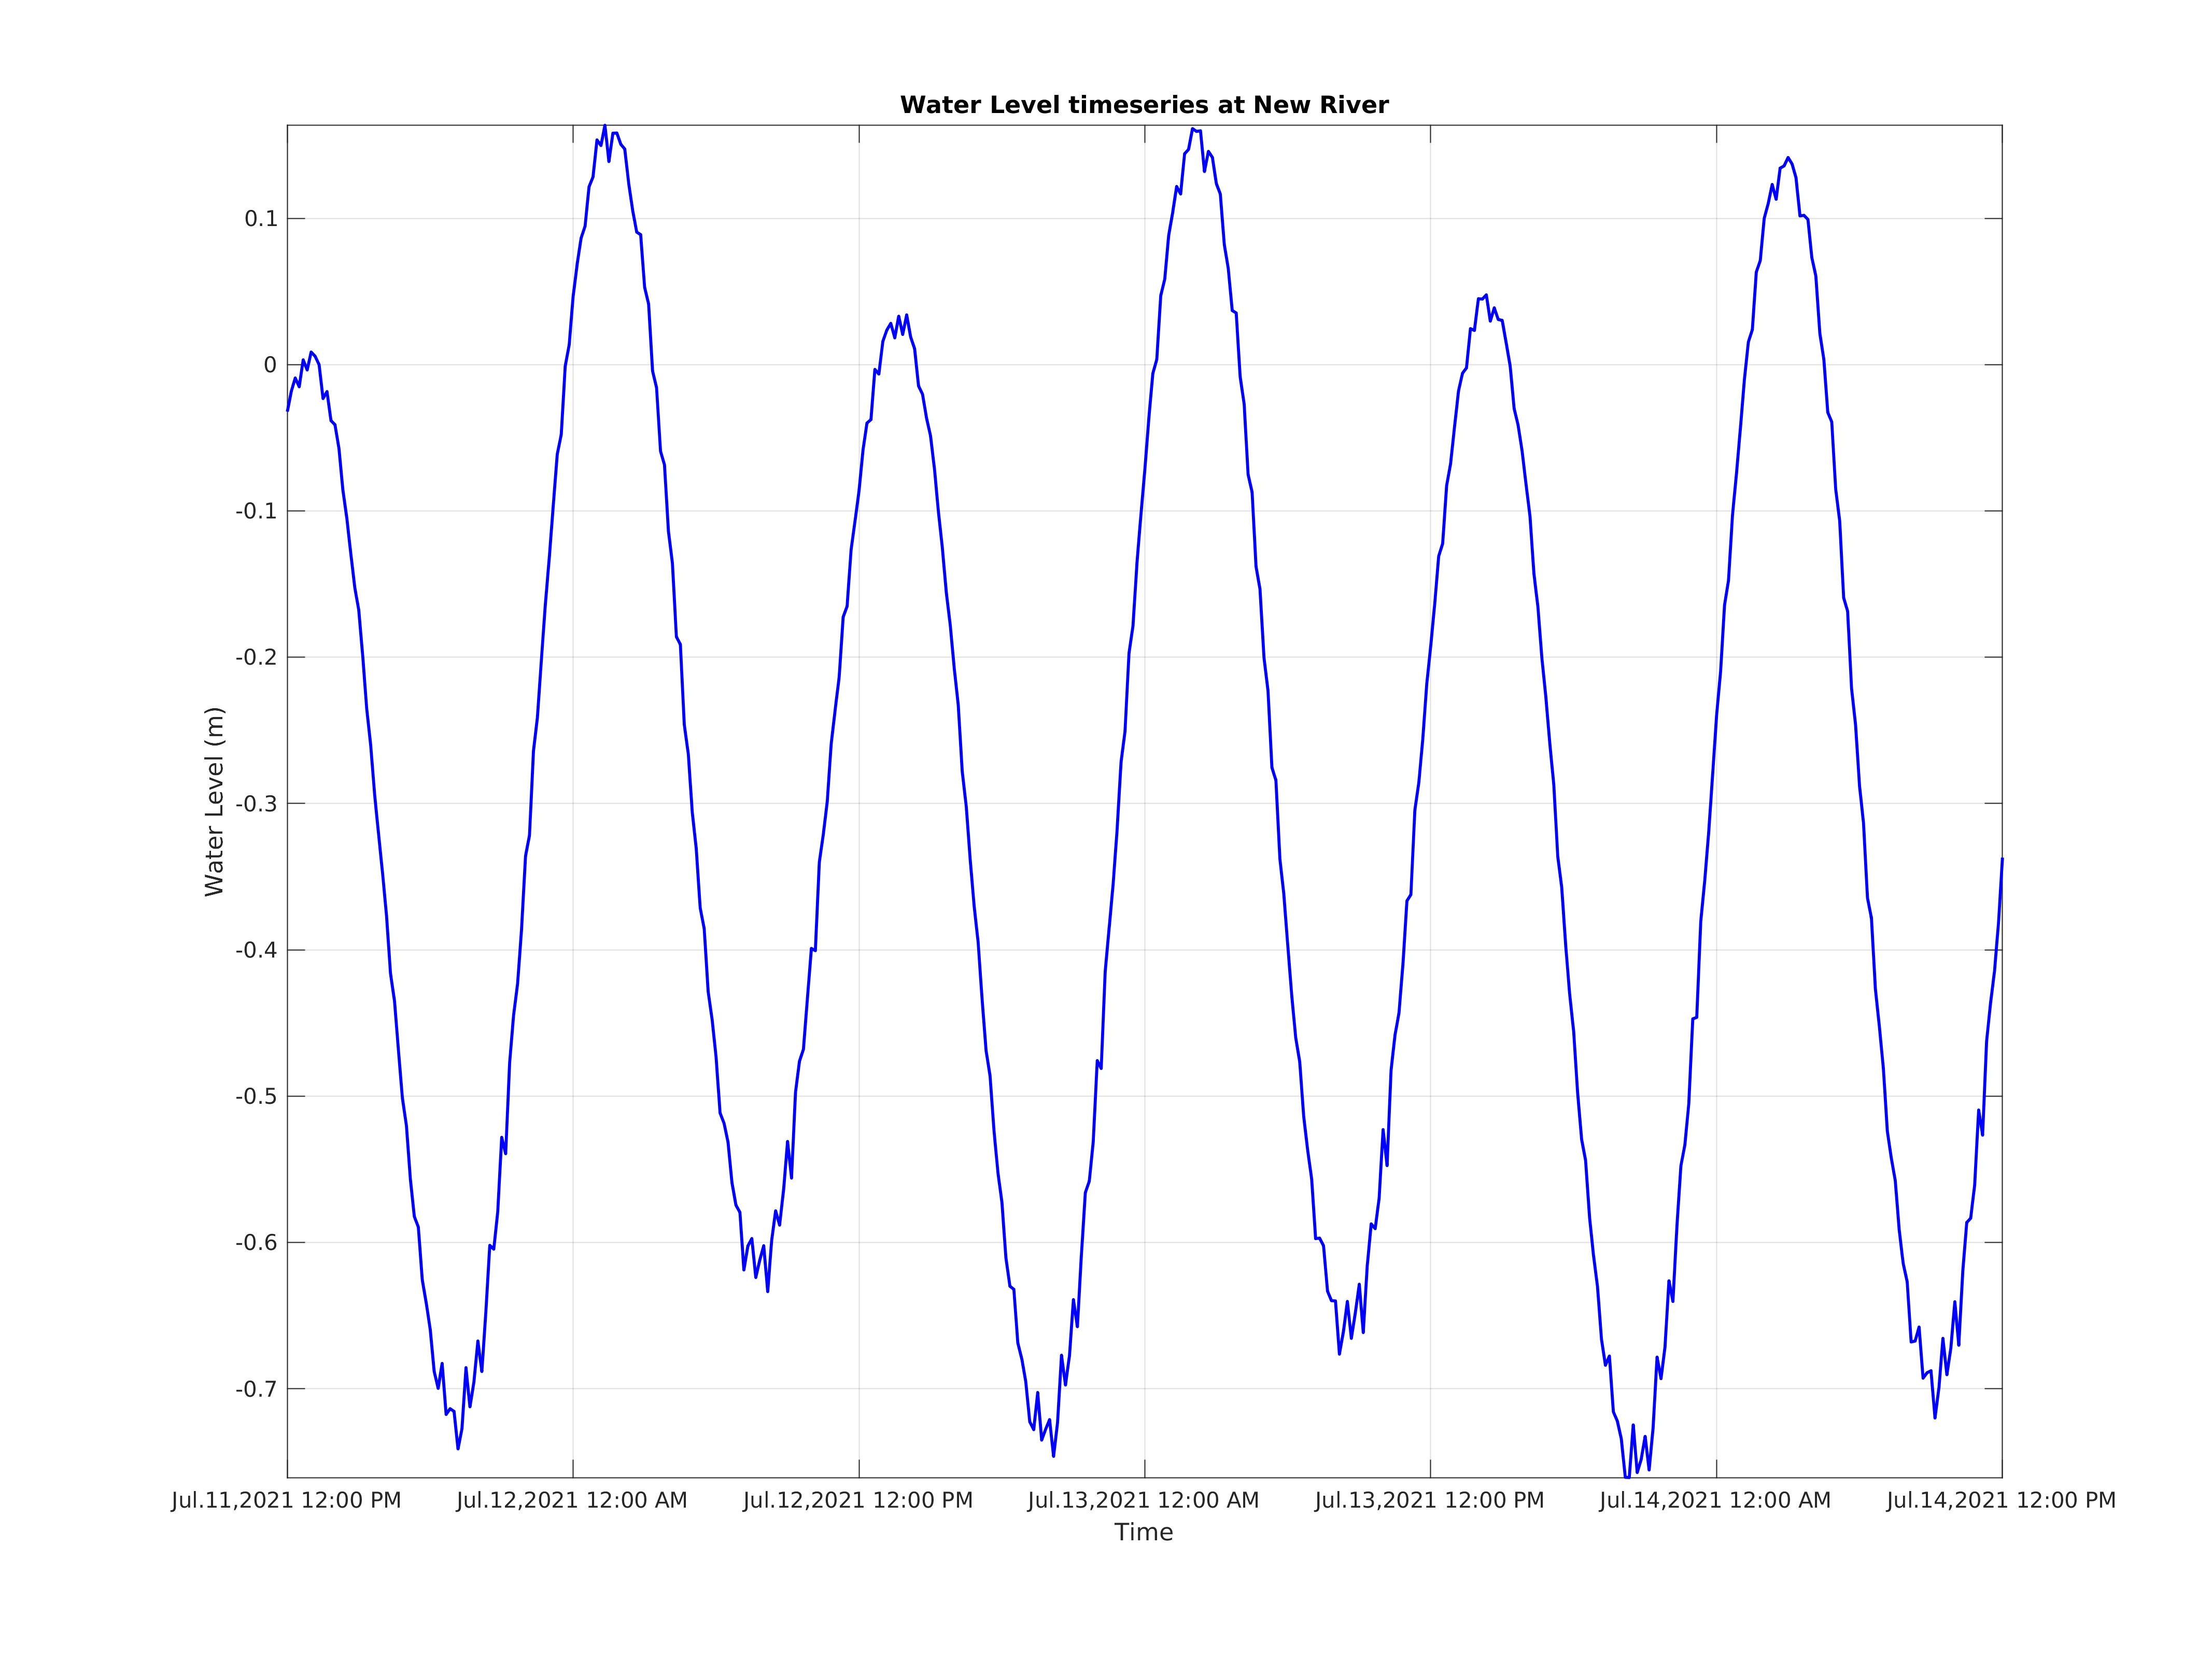 Water Level timeseries at New River
Water Level (m)
0.1
0
-0.1
-0.2
-0.3
-0.4
-0.5
-0.6
-0.7
Jul.11,2021 12:00 PM
Jul.12,2021 12:00 AM
Jul.12,2021 12:00 PM
Jul.13,2021 12:00 AM
Jul.13,2021 12:00 PM
Jul.14,2021 12:00 AM
Jul.14,2021 12:00 PM
Time